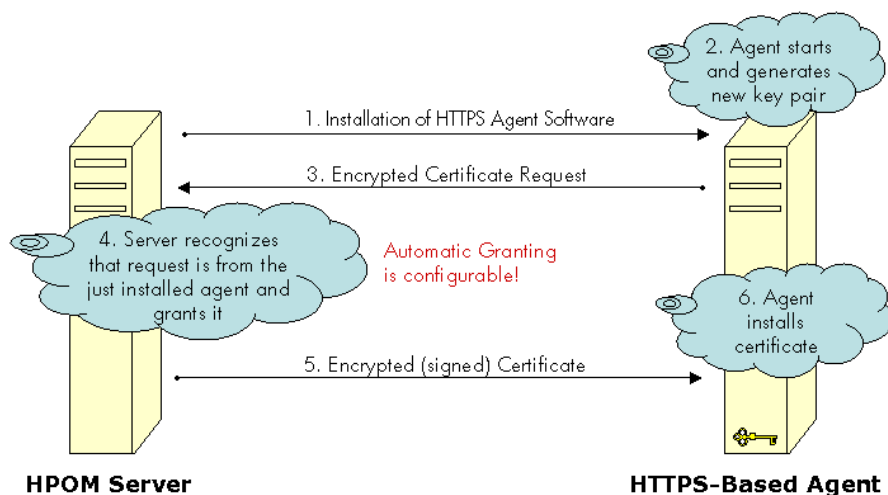 2. Agent starts
and generates
new key pair
1. Installation of HTTPS Agent Software
3. Encrypted Certificate Request
4. Server recognizes
that request is from the
just installed agent and
grants it
Automatic Granting
is configurable!
6. Agent
installs
certificate
5. Encrypted (signed) Certificate
HPOM Server
HTTPS-Based Agent